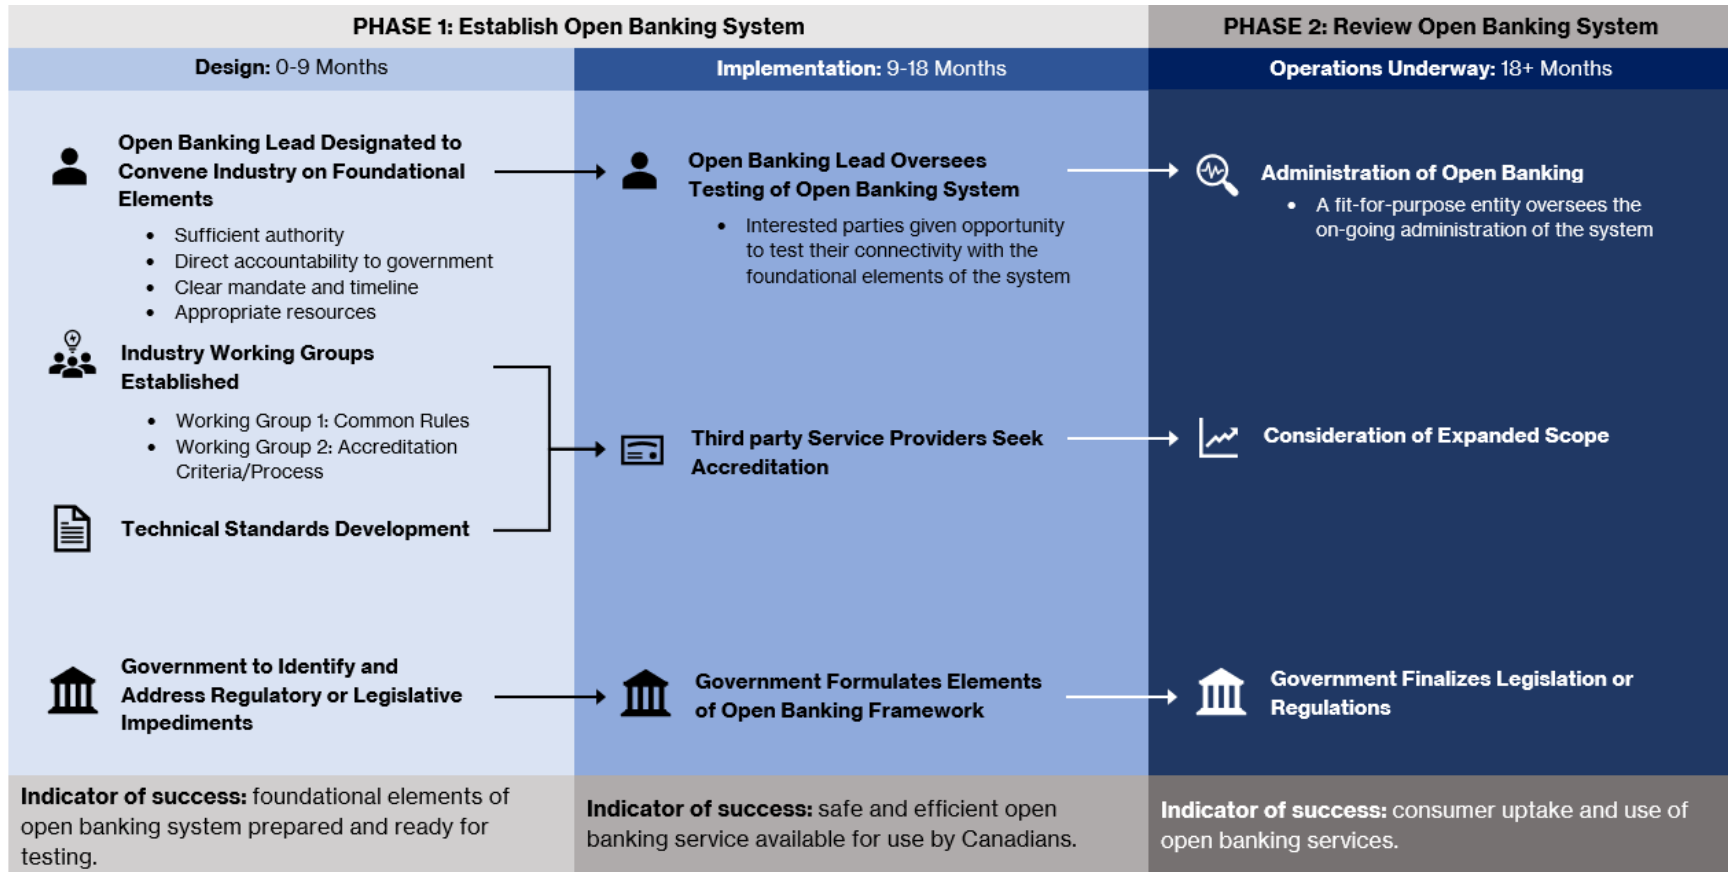 PHASE 1: Establish Open Banking System
PHASE 2: Review Open Banking System
Design: 0-9 Months
Implementation: 9-18 Months
Operations Underway: 18+ Months
Open Banking Lead Designated to
Convene Industry on Foundational
Elements
• Sufficient authority
• Direct accountability to government
• Clear mandate and timeline
• Appropriate resources
Industry Working Groups
Established
• Working Group 1: Common Rules
• Working Group 2: Accreditation
Criteria/Process
Technical Standards Development
Government to Identify and
Address Regulatory or Legislative
Impediments
Indicator of success: foundational elements of
open banking system prepared and ready for
testing.
Open Banking Lead Oversees
Testing of Open Banking System
• Interested parties given opportunity
to test their connectivity with the
foundational elements of the system
Third party Service Providers Seek
Accreditation
Government Formulates Elements
of Open Banking Framework
Indicator of success: safe and efficient open
banking service available for use by Canadians.
Administration of Open Banking
• A fit-for-purpose entity oversees the
on-going administration of the system
Consideration of Expanded Scope
Government Finalizes Legislation or
Regulations
Indicator of success: consumer uptake and use of
open banking services.